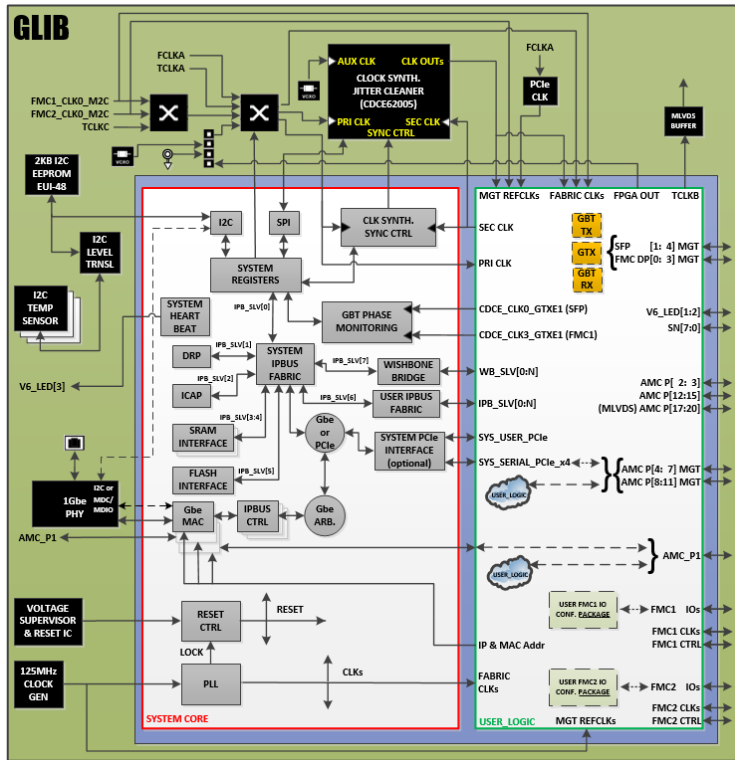 GLIB
FCLKA
TCLKA
FMC1_CLK0_M2C
FMC2_CLK0_M2C
TCLKC
VCXO
AUX CLK
CLK OUTs
CLOCK SYNTH.
JITTER CLEANER
(CDCE62005)
PRI CLK
SEC CLK
SYNC CTRL
FCLKA
PCIe
CLK
MLVDS
BUFFER
VCXO
2KB I2C
EEPROM
EUI-48
I2C
LEVEL
TRNSL
I2C
TEMP
SENSOR
V6_LED[3]
I2C
SPI
CLK SYNTH.
SYNC CTRL
SYSTEM
REGISTERS
IPB_SLV[0]
SYSTEM
HEART
BEAT
GBT PHASE
MONITORING
DRP
IPB_SLV[1]
SYSTEM
IPBUS
FABRIC
IPB_SLV[7]
WISHBONE
BRIDGE
ICAP
IPB_SLV[2]
IPB_SLV[6]
USER IPBUS
FABRIC
IPB_SLV[3:4]
SRAM
INTERFACE
Gbe
or
PCIe
SYSTEM PCIe
INTERFACE
(optional)
IPB_SLV[5]
FLASH
INTERFACE
I2C or
MDC/
MDIO
1Gbe
PHY
AMC_P1
Gbe
MAC
IPBUS
CTRL
Gbe
ARB.
VOLTAGE
SUPERVISOR
& RESET IC
RESET
CTRL
RESET
LOCK
125MHz
CLOCK
GEN
PLL
CLKs
SYSTEM CORE
MGT REFCLKs
FABRIC CLKs
FPGA OUT
TCLKB
SEC CLK
PRI CLK
GBT
TX
GTX
GBT
RX
SFP [1: 4] MGT
FMC DP[0: 3] MGT
CDCE_CLK0_GTXE1 (SFP)
CDCE_CLK3_GTXE1 (FMC1)
V6_LED[1:2]
SN[7:0]
WB_SLV[0:N]
IPB_SLV[0:N]
AMC P[ 2: 3]
AMC P[12:15]
(MLVDS) AMC P[17:20]
SYS_USER_PCIe
SYS_SERIAL_PCIe_x4
AMC P[4: 7] MGT
AMC P[8:11] MGT
USER_LOGIC
AMC_P1
USER_LOGIC
USER FMC1 IO
CONF. PACKAGE
FMC1 IOs
FMC1 CLKs
FMC1 CTRL
IP & MAC Addr
FABRIC
CLKs
USER FMC2 IO
CONF. PACKAGE
FMC2 IOs
FMC2 CLKs
FMC2 CTRL
MGT REFCLKs
USER_LOGIC